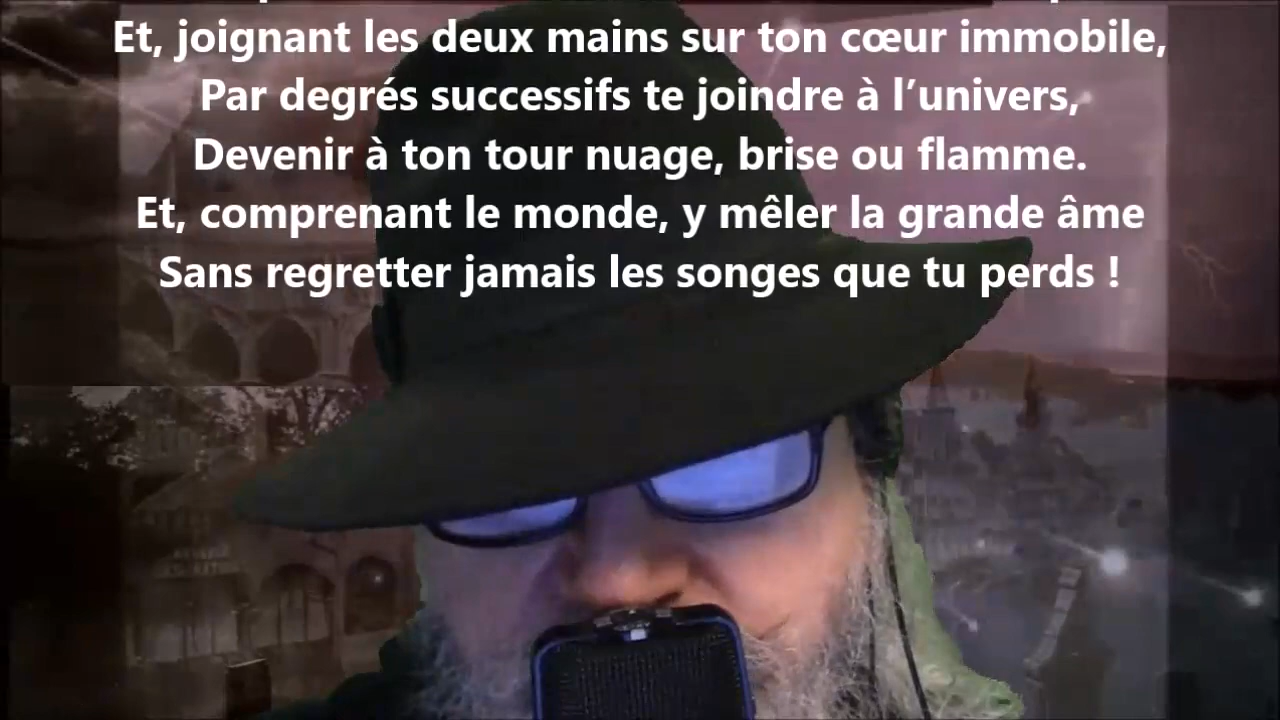 Et, joignant les deux mains sur ton cœur immobile,
Par degrés successifs te joindre à l’univers,
Devenir à ton tour nuage, brise ou flamme.
Et, comprenant le monde, y mêler la grande âme
Sans regretter jamais les songes que tu perds !